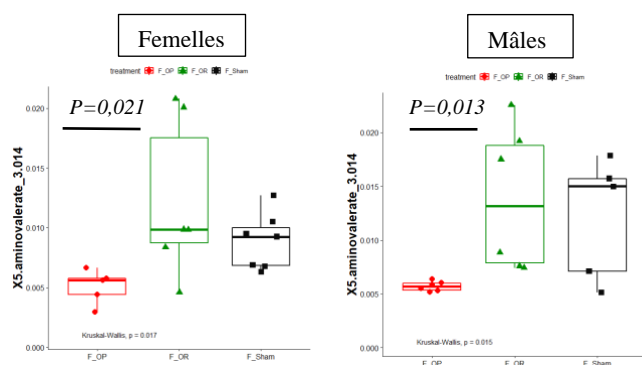 Femelles
treatment F_OP F_OR F_Sham
P=0,021
X5.aminovalerate_3.014
0.020
0.015
0.010
0.005
0.000
Kruskal-Wallis, p = 0.017
F_OP F_OR F_Sham
Mâles
treatment F_OP F_OR F_Sham
P=0,013
X5.aminovalerate_3.014
0.020
0.015
0.010
0.005
0.000
Kruskal-Wallis, p = 0.015
F_OP F_OR F_Sham